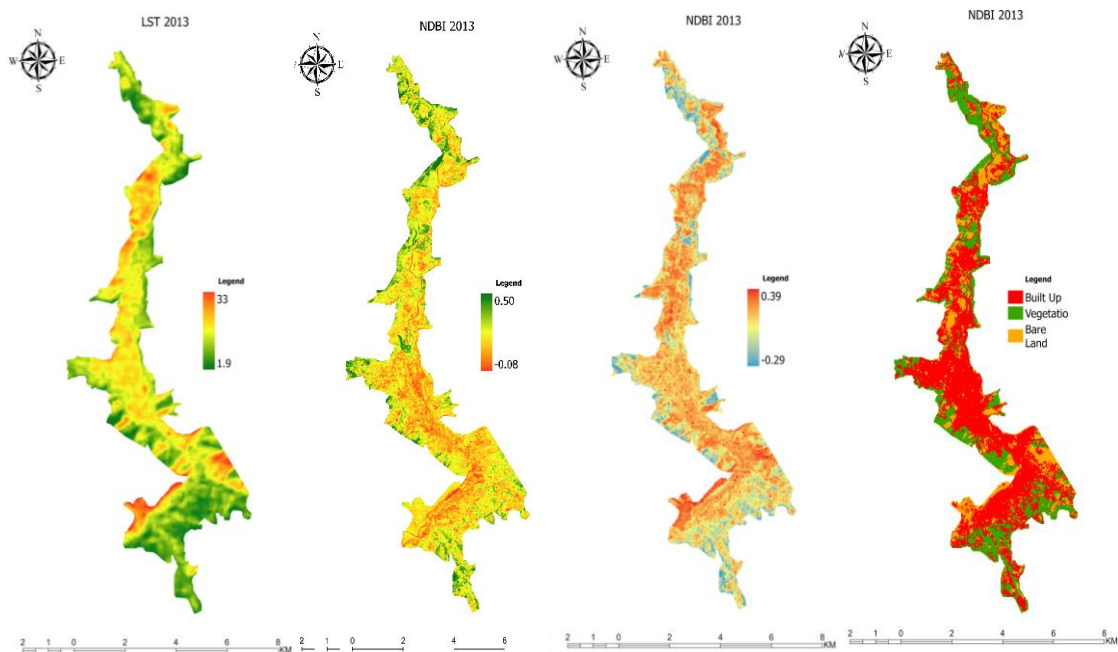 LST 2013
N
W E
S
Legend
33
1.9
2 1 0 2 4 6 8
KM
NDBI 2013
N
S
Legend
0.50
-0.08
2 1 0 2 4 6
NDBI 2013
N
W E
S
Legend
0.39
-0.29
2 1 0 2 4 6 8
KM
NDBI 2013
N
E
S
Legend
Built Up
Vegetatio
Bare
Land
2 1 0 2 4 6 8
KM